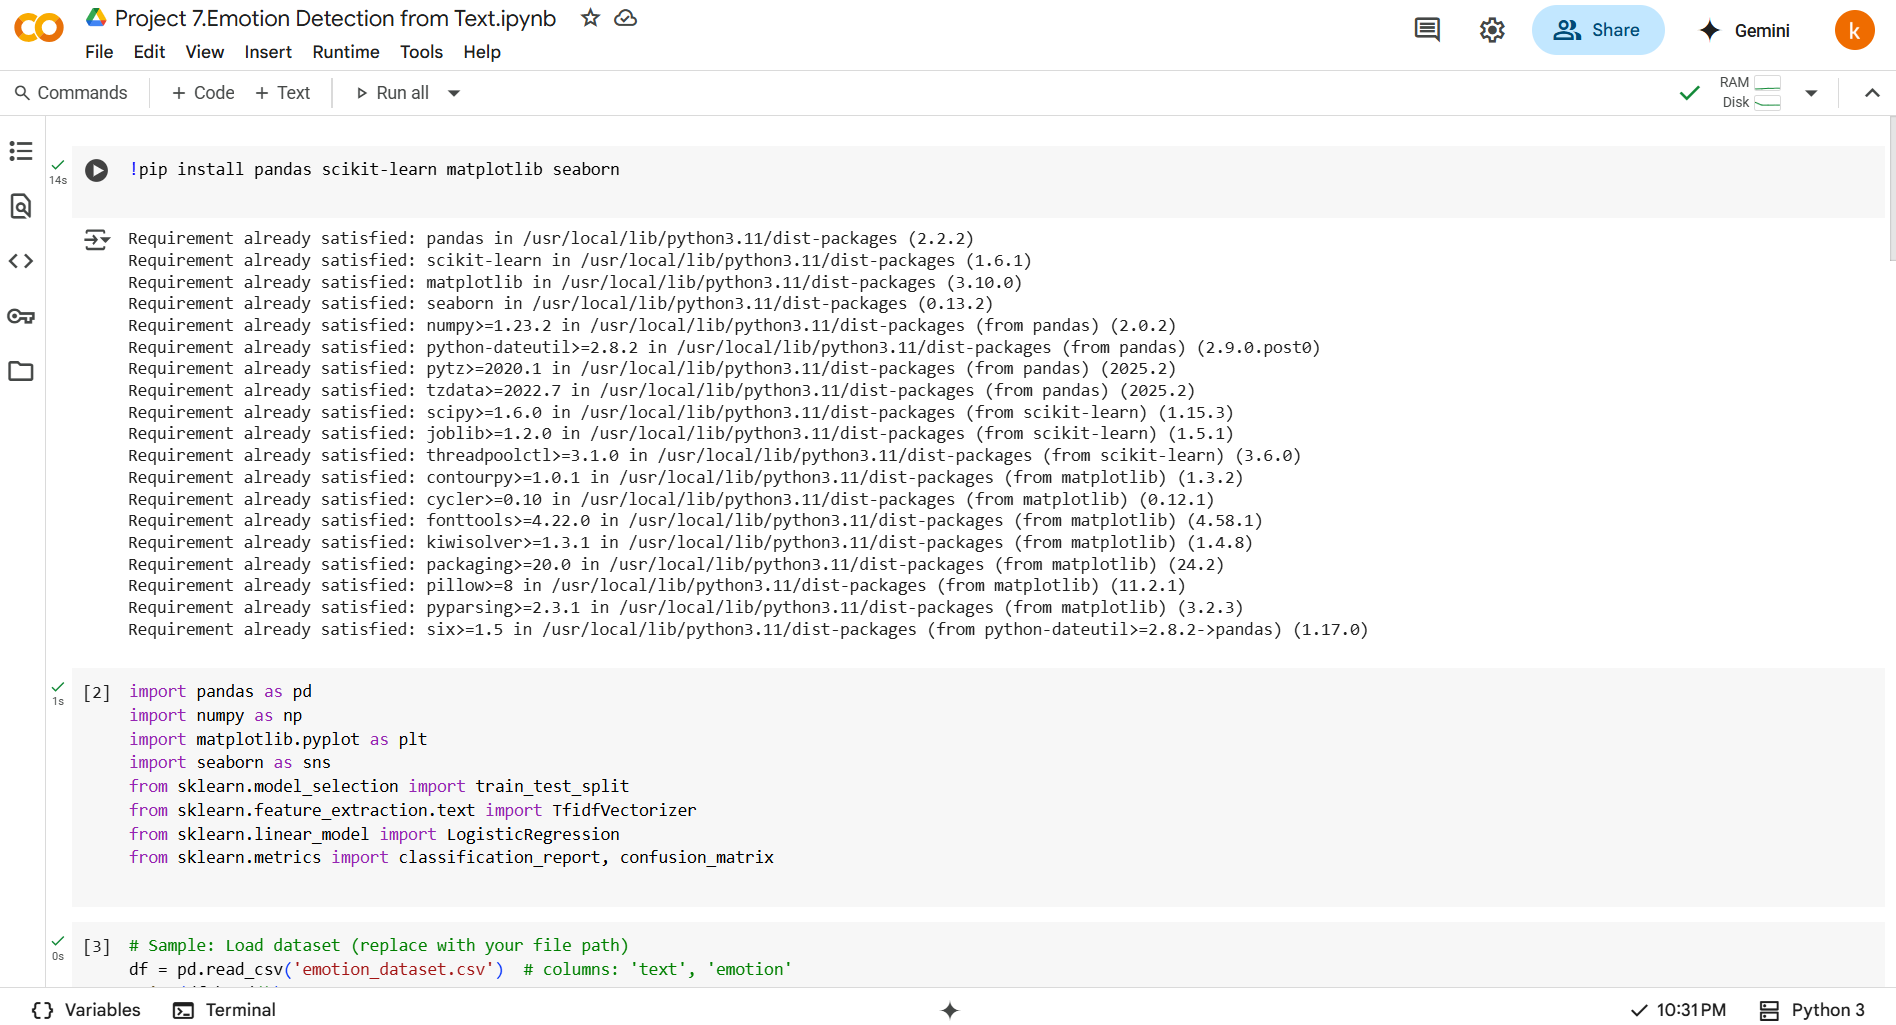 Project 7.Emotion Detection from Text.ipynb
File Edit View Insert Runtime Tools Help
Share
Gemini
k
Commands + Code + Text Run all
RAM
Disk
14s
!pip install pandas scikit-learn matplotlib seaborn
Requirement already satisfied: pandas in /usr/local/lib/python3.11/dist-packages (2.2.2)
Requirement already satisfied: scikit-learn in /usr/local/lib/python3.11/dist-packages (1.6.1)
Requirement already satisfied: matplotlib in /usr/local/lib/python3.11/dist-packages (3.10.0)
Requirement already satisfied: seaborn in /usr/local/lib/python3.11/dist-packages (0.13.2)
Requirement already satisfied: numpy>=1.23.2 in /usr/local/lib/python3.11/dist-packages (from pandas) (2.0.2)
Requirement already satisfied: python-dateutil>=2.8.2 in /usr/local/lib/python3.11/dist-packages (from pandas) (2.9.0.post0)
Requirement already satisfied: pytz>=2020.1 in /usr/local/lib/python3.11/dist-packages (from pandas) (2025.2)
Requirement already satisfied: tzdata>=2022.7 in /usr/local/lib/python3.11/dist-packages (from pandas) (2025.2)
Requirement already satisfied: scipy>=1.6.0 in /usr/local/lib/python3.11/dist-packages (from scikit-learn) (1.15.3)
Requirement already satisfied: joblib>=1.2.0 in /usr/local/lib/python3.11/dist-packages (from scikit-learn) (1.5.1)
Requirement already satisfied: threadpoolctl>=3.1.0 in /usr/local/lib/python3.11/dist-packages (from scikit-learn) (3.6.0)
Requirement already satisfied: contourpy>=1.0.1 in /usr/local/lib/python3.11/dist-packages (from matplotlib) (1.3.2)
Requirement already satisfied: cycler>=0.10 in /usr/local/lib/python3.11/dist-packages (from matplotlib) (0.12.1)
Requirement already satisfied: fonttools>=4.22.0 in /usr/local/lib/python3.11/dist-packages (from matplotlib) (4.58.1)
Requirement already satisfied: kiwisolver>=1.3.1 in /usr/local/lib/python3.11/dist-packages (from matplotlib) (1.4.8)
Requirement already satisfied: packaging>=20.0 in /usr/local/lib/python3.11/dist-packages (from matplotlib) (24.2)
Requirement already satisfied: pillow>=8 in /usr/local/lib/python3.11/dist-packages (from matplotlib) (11.2.1)
Requirement already satisfied: pyparsing>=2.3.1 in /usr/local/lib/python3.11/dist-packages (from matplotlib) (3.2.3)
Requirement already satisfied: six>=1.5 in /usr/local/lib/python3.11/dist-packages (from python-dateutil>=2.8.2->pandas) (1.17.0)
1s
[2] import pandas as pd
import numpy as np
import matplotlib.pyplot as plt
import seaborn as sns
from sklearn.model_selection import train_test_split
from sklearn.feature_extraction.text import TfidfVectorizer
from sklearn.linear_model import LogisticRegression
from sklearn.metrics import classification_report, confusion_matrix
0s
[3] # Sample: Load dataset (replace with your file path)
df = pd.read_csv('emotion_dataset.csv')  # columns: 'text', 'emotion'
Variables Terminal 10:31 PM Python 3